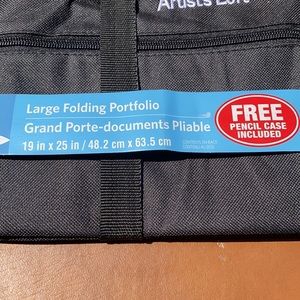 Artists Loft
Large Folding Portfolio
Grand Porte-documents Pliable
19 in x 25 in / 48.2 cm x 63.5 cm
FREE
PENCIL CASE
INCLUDED